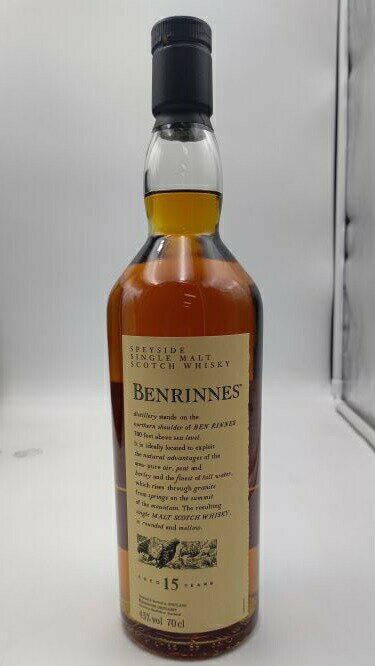 SPEYSIDE
SINGLE MALT
SCOTCH WHISKY
BENRINNES
distillery stands on the
northern shoulder of BEN RINNES
700 feet above sea level.
It is ideally located to exploit
the natural advantages of the
area- pure air, peat and
barley and the finest of hill water,
which rises through granite
from springs on the summit
of the mountain. The resulting
single MALT SCOTCH WHISKY,
is rounded and mellow.
AGED 15 YEARS
43% vol 70cl